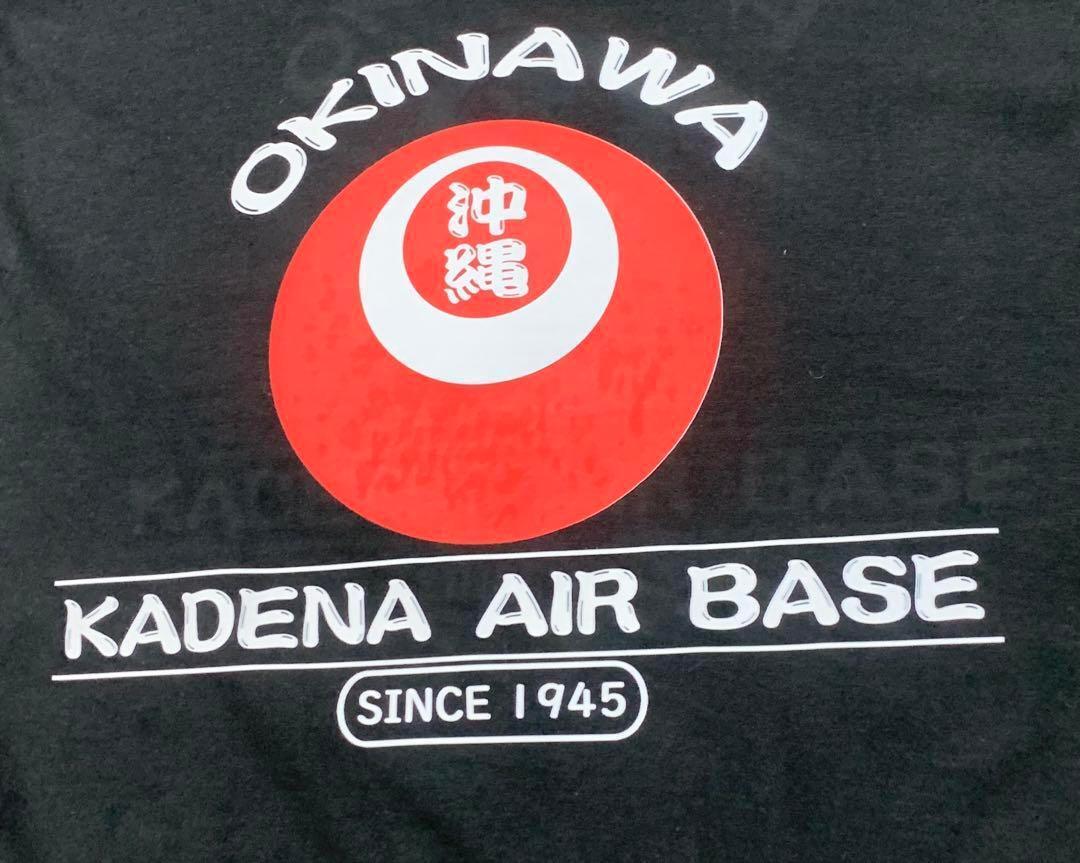 OKINAWA
沖
縄
KADENA AIR BASE
SINCE 1945